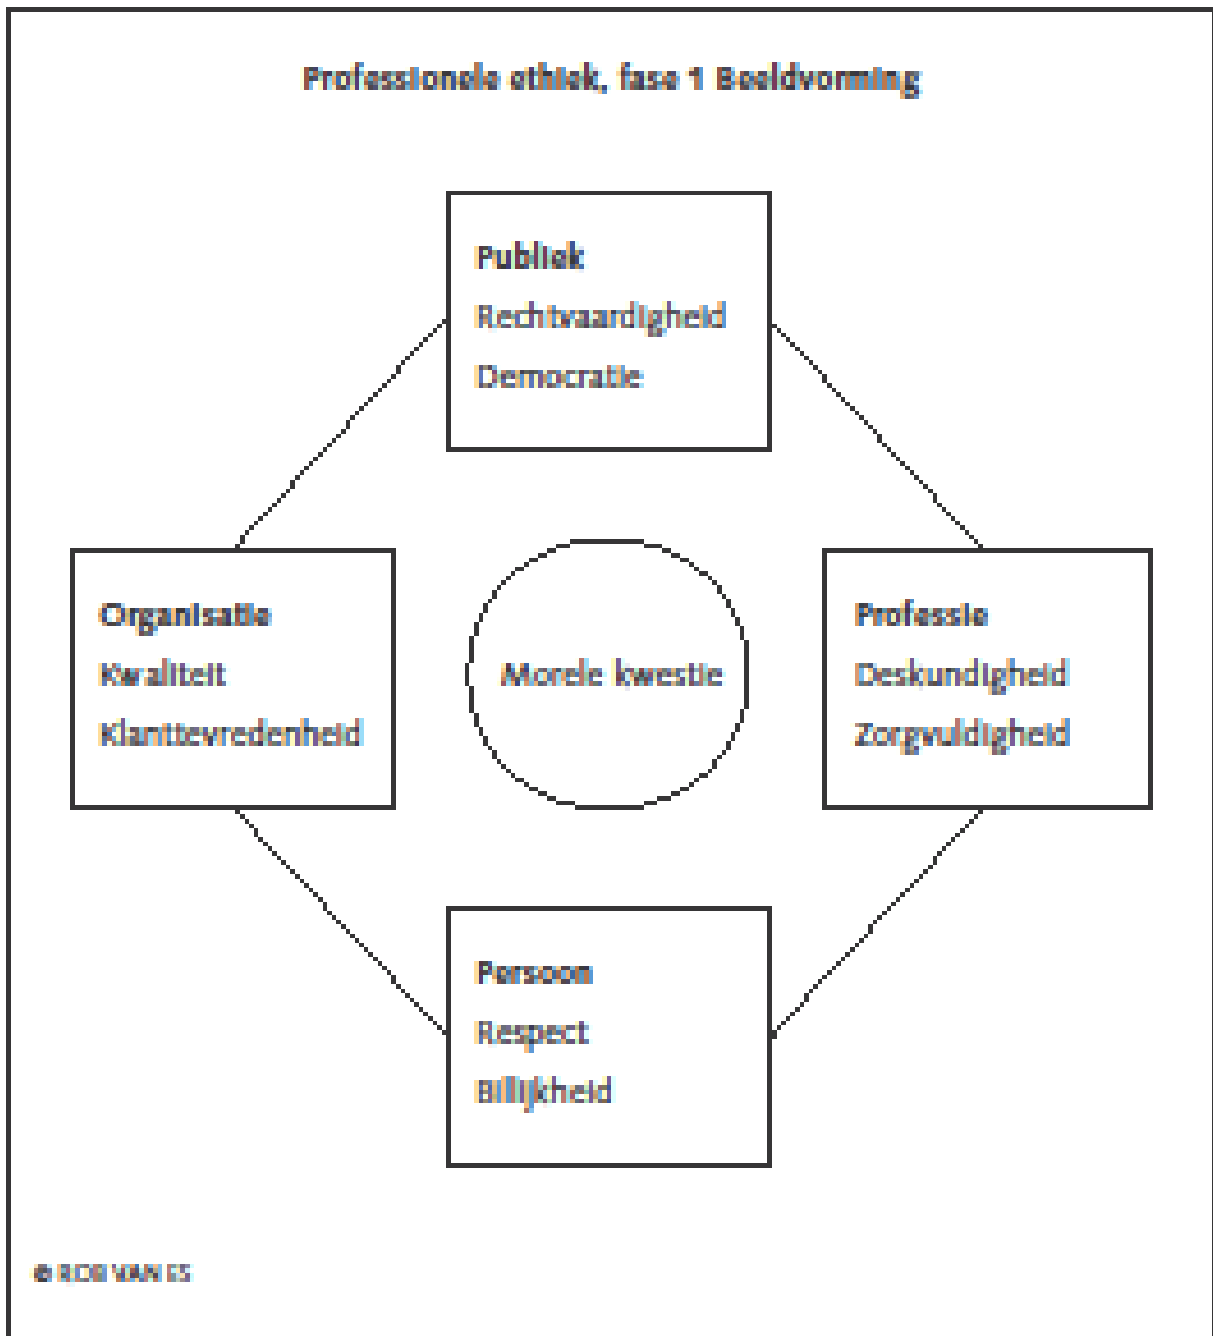 Professionele ethiek, fase 1 Beeldvorming
Publiek
Rechtvaardigheid
Democratie
Organisatie
Kwaliteit
Klanttevredenheid
Morele kwestie
Professie
Deskundigheid
Zorgvuldigheid
Persoon
Respect
Billijkheid
© ROB VAN ES